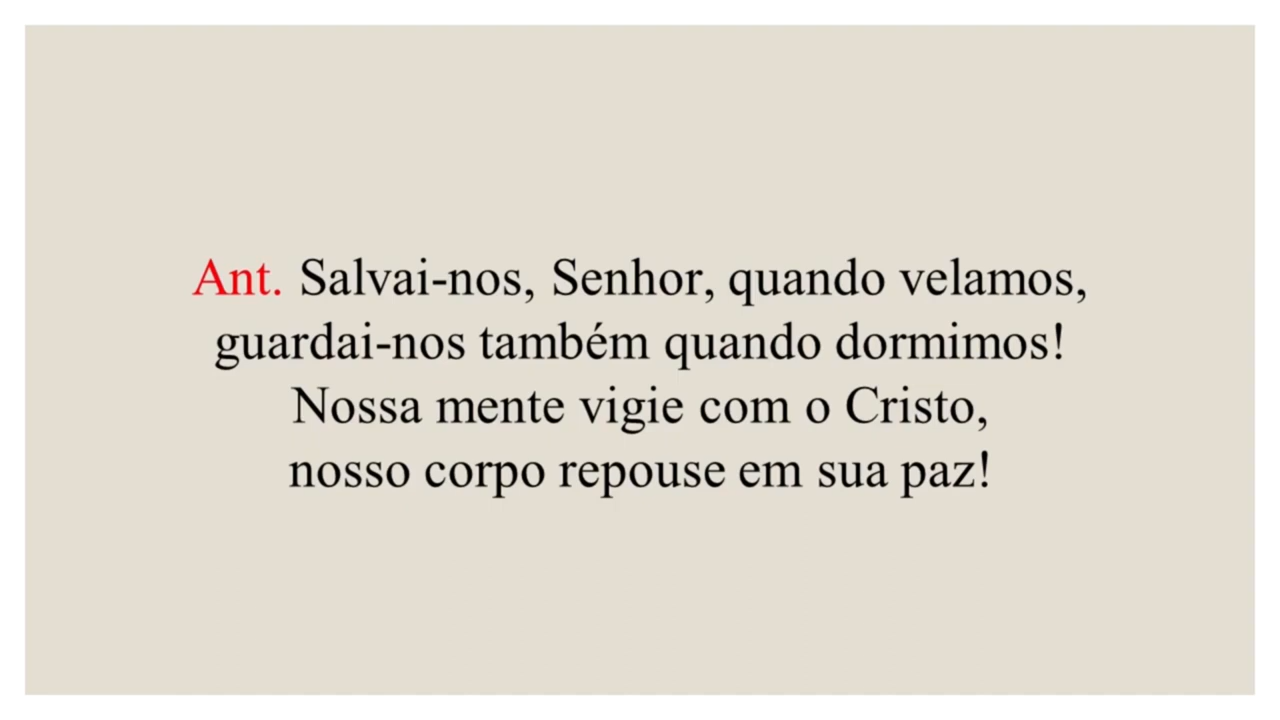 Ant. Salvai-nos, Senhor, quando velamos,
guardai-nos também quando dormimos!
Nossa mente vigie com o Cristo,
nosso corpo repouse em sua paz!